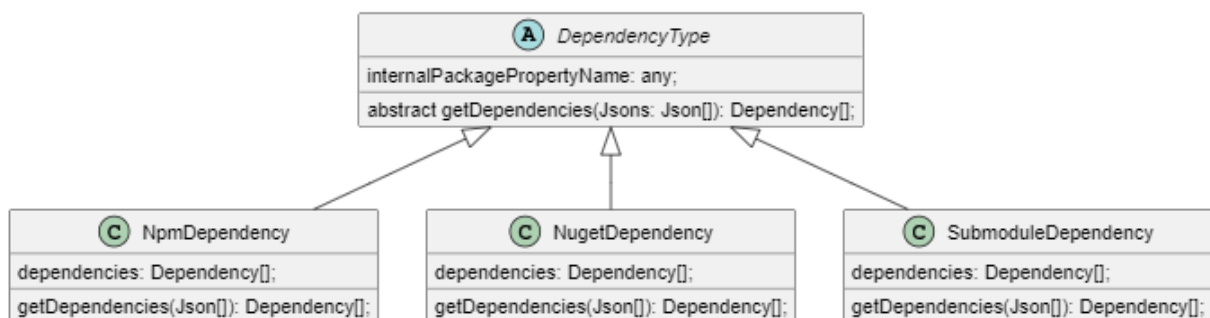 A DependencyType
internalPackagePropertyName: any;
abstract getDependencies(Jsons: Json[]): Dependency[];
C NpmDependency
dependencies: Dependency[];
getDependencies(Json[]): Dependency[];
C NugetDependency
dependencies: Dependency[];
getDependencies(Json[]): Dependency[];
C SubmoduleDependency
dependencies: Dependency[];
getDependencies(Json[]): Dependency[];